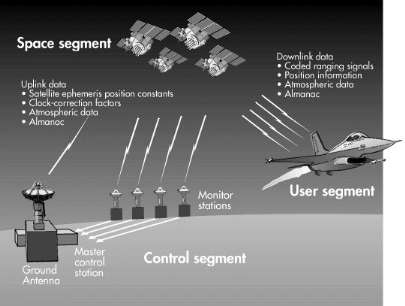 Space segment
Downlink data
• Coded ranging signals
• Position information
• Atmospheric data
• Almanac
Uplink data
• Satellite ephemeris position constants
• Clock-correction factors
• Atmospheric data
• Almanac
User segment
Monitor
stations
Control segment
Master
control
station
Ground
Antenna